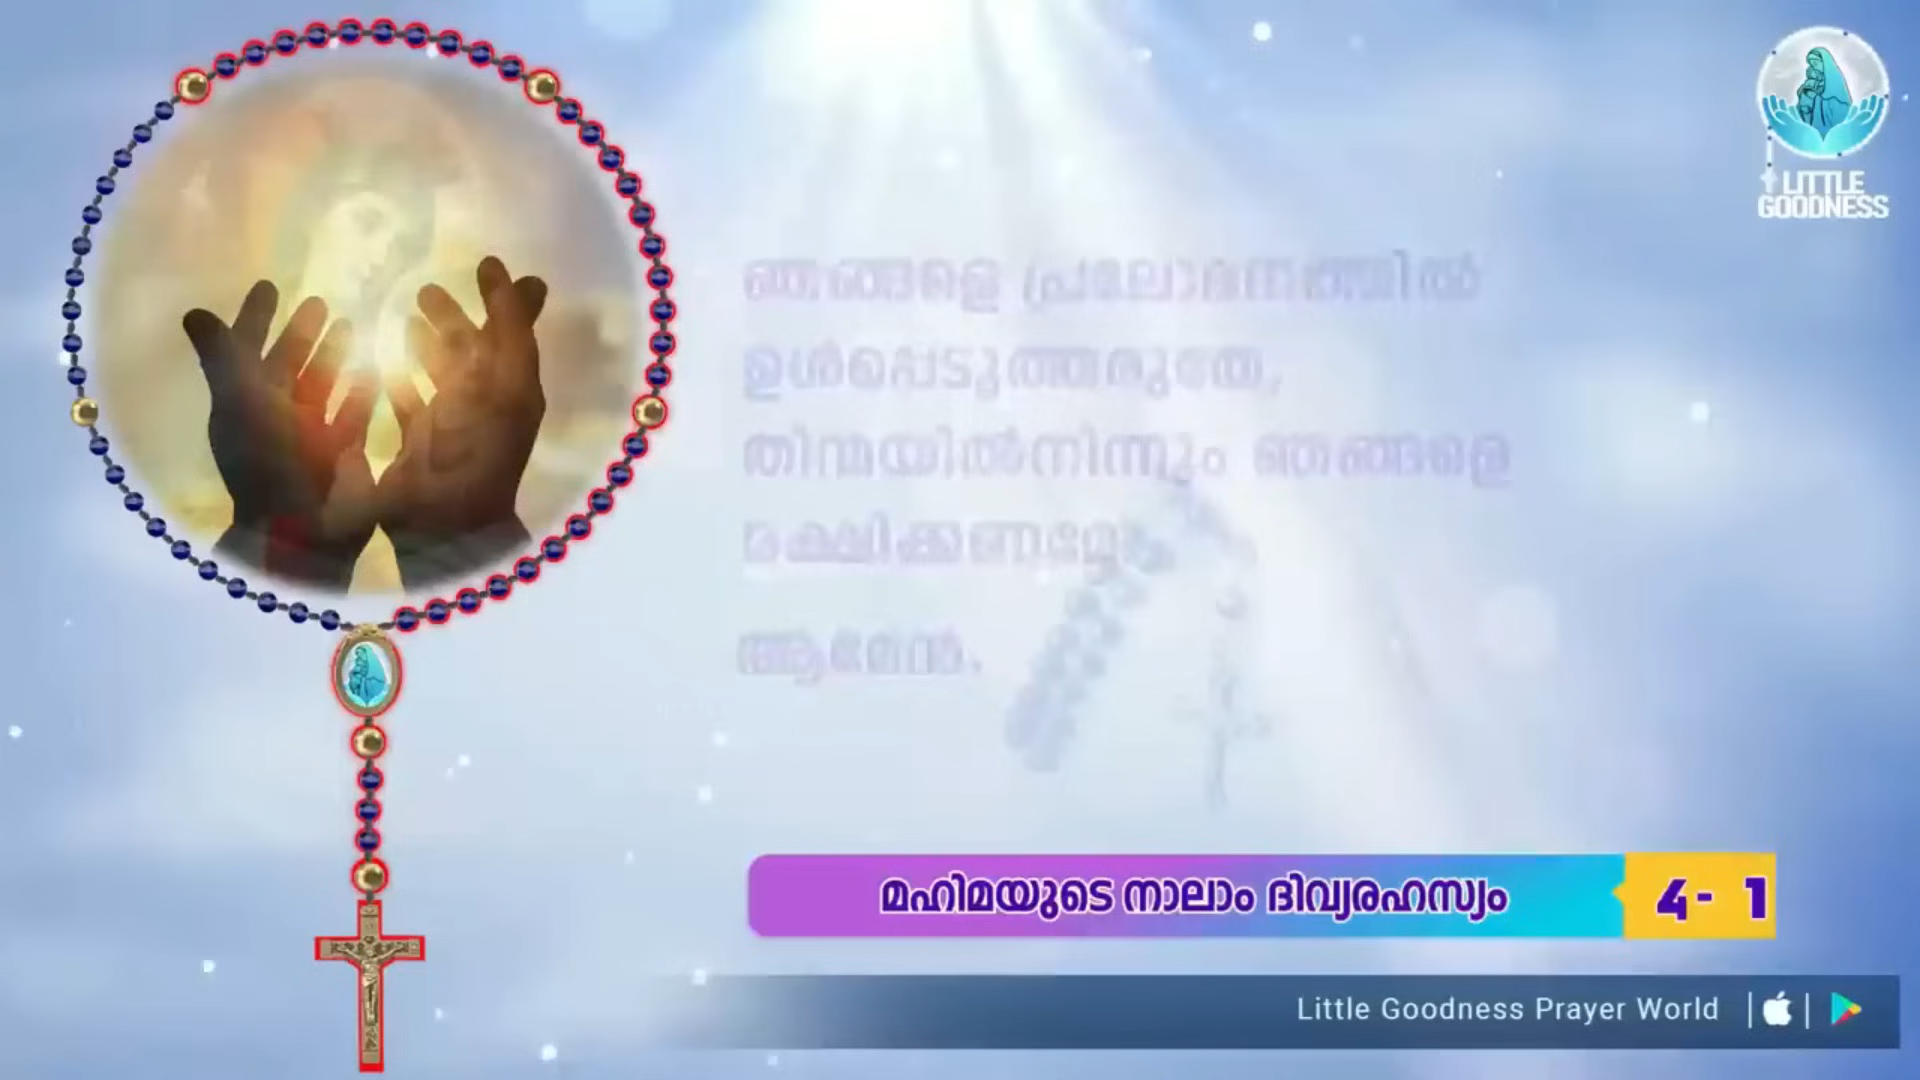 LITTLE
GOODNESS
ഞങ്ങളെ പ്രലോഭനത്തിൽ
ഉൾപ്പെടുത്തരുതേ,
തിന്മയിൽനിന്നും ഞങ്ങളെ
രക്ഷിക്കണമേ
ആമേൻ.
മഹിമയുടെ നാലാം ദിവ്യരഹസ്യം 4- 1
Little Goodness Prayer World